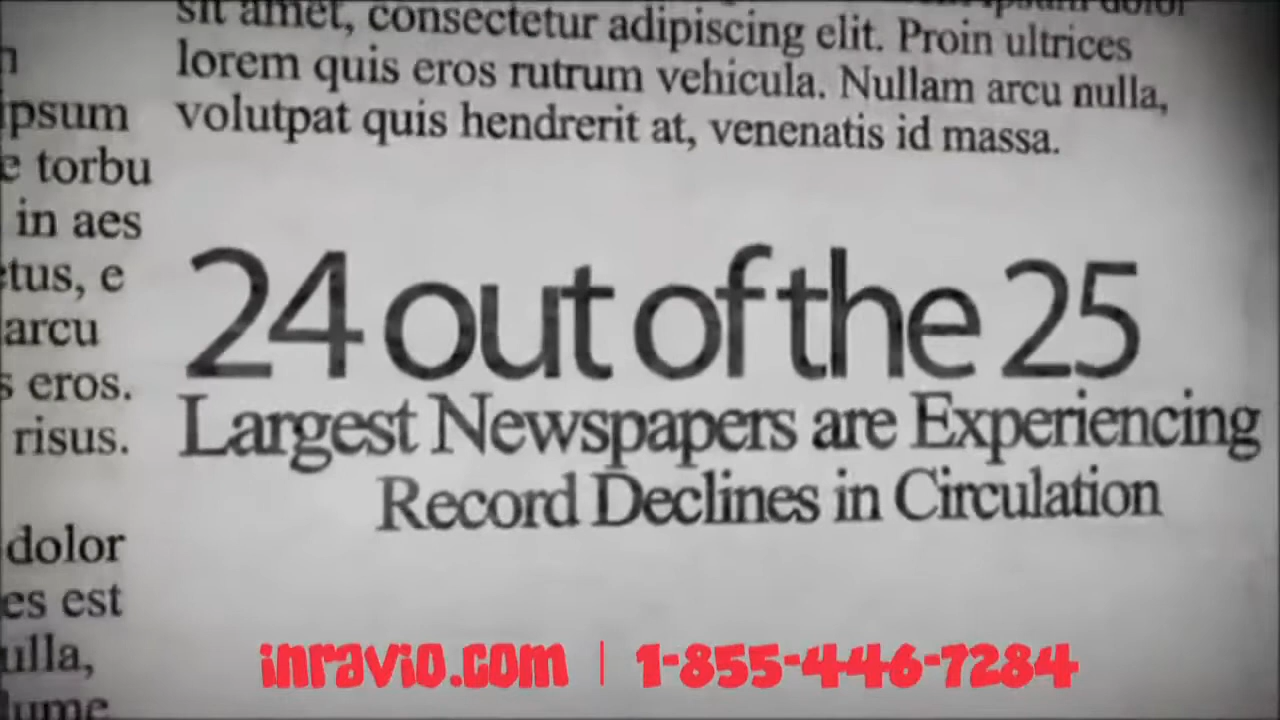 sit amet, consectetur adipiscing elit. Proin ultrices
lorem quis eros rutrum vehicula. Nullam arcu nulla,
volutpat quis hendrerit at, venenatis id massa.
ipsum
e torbu
in aes
tus, e
arcu
s eros.
risus.
dolor
es est
ulla,
ume
24 out of the 25
Largest Newspapers are Experiencing
Record Declines in Circulation
inravio.com | 1-855-446-7284